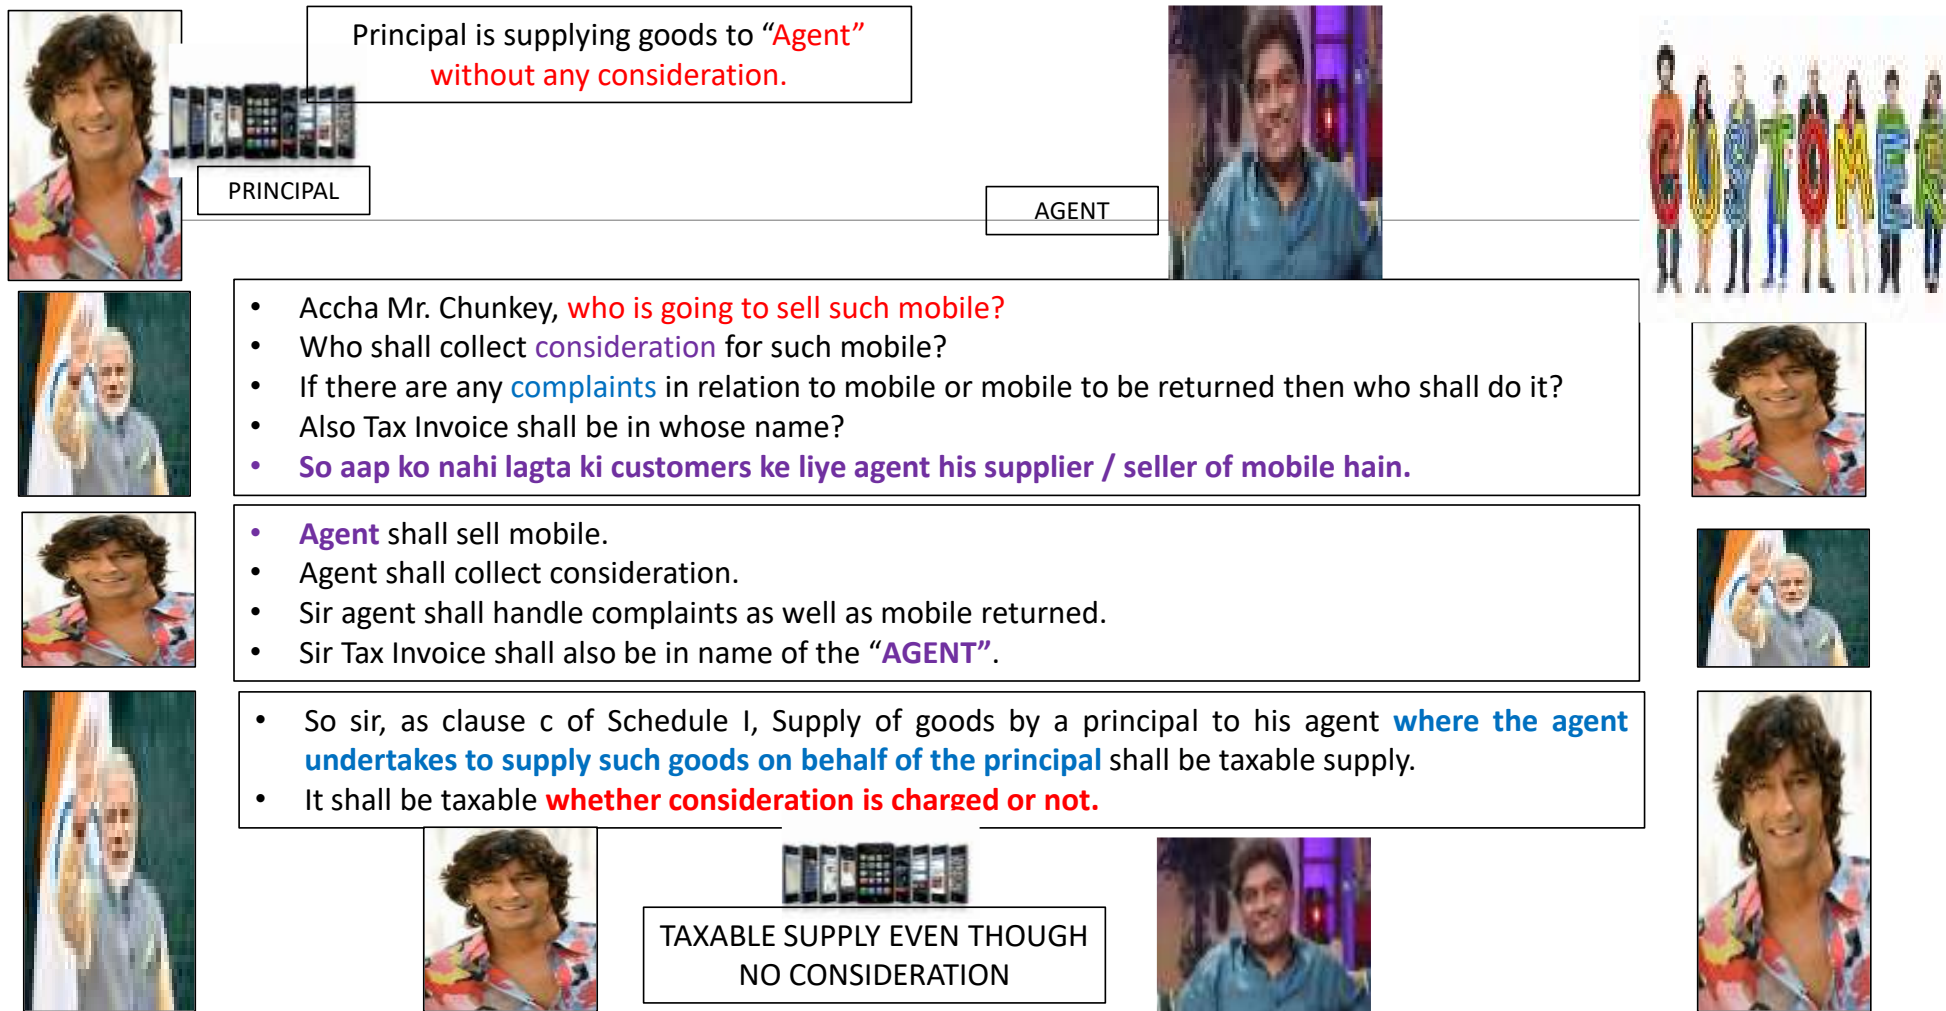 Principal is supplying goods to “Agent”
without any consideration.
PRINCIPAL
AGENT
CUSTOMER
• Accha Mr. Chunkey, who is going to sell such mobile?
• Who shall collect consideration for such mobile?
• If there are any complaints in relation to mobile or mobile to be returned then who shall do it?
• Also Tax Invoice shall be in whose name?
• So aap ko nahi lagta ki customers ke liye agent his supplier / seller of mobile hain.
• Agent shall sell mobile.
• Agent shall collect consideration.
• Sir agent shall handle complaints as well as mobile returned.
• Sir Tax Invoice shall also be in name of the “AGENT”.
• So sir, as clause c of Schedule I, Supply of goods by a principal to his agent where the agent
undertakes to supply such goods on behalf of the principal shall be taxable supply.
• It shall be taxable whether consideration is charged or not.
TAXABLE SUPPLY EVEN THOUGH
NO CONSIDERATION